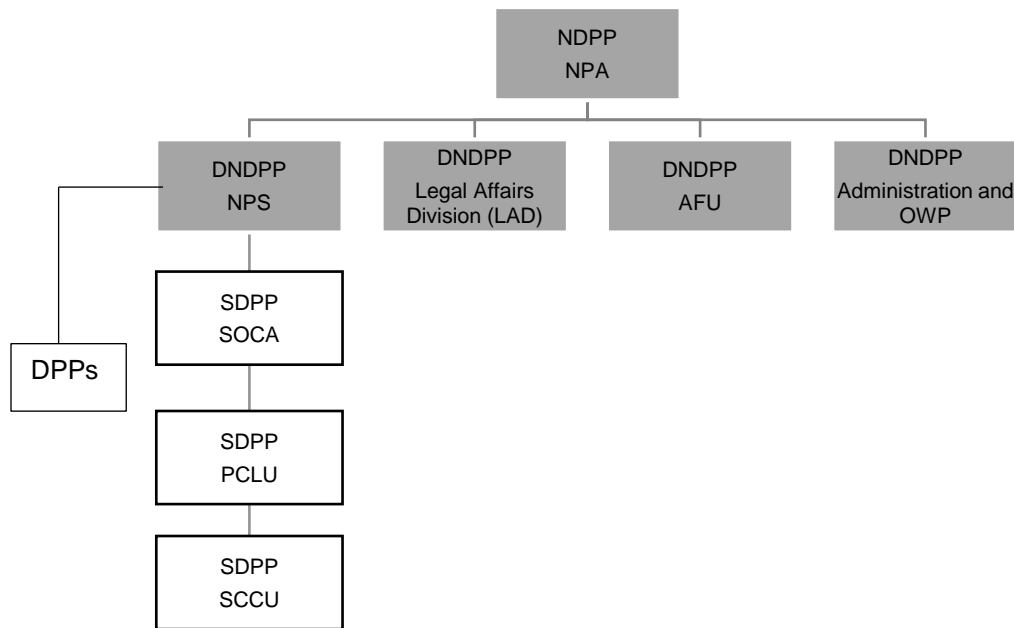 NDPP
NPA
DNDPP
NPS
DNDPP
Legal Affairs
Division (LAD)
DNDPP
AFU
DNDPP
Administration and
OWP
SDPP
SOCA
DPPs
SDPP
PCLU
SDPP
SCCU